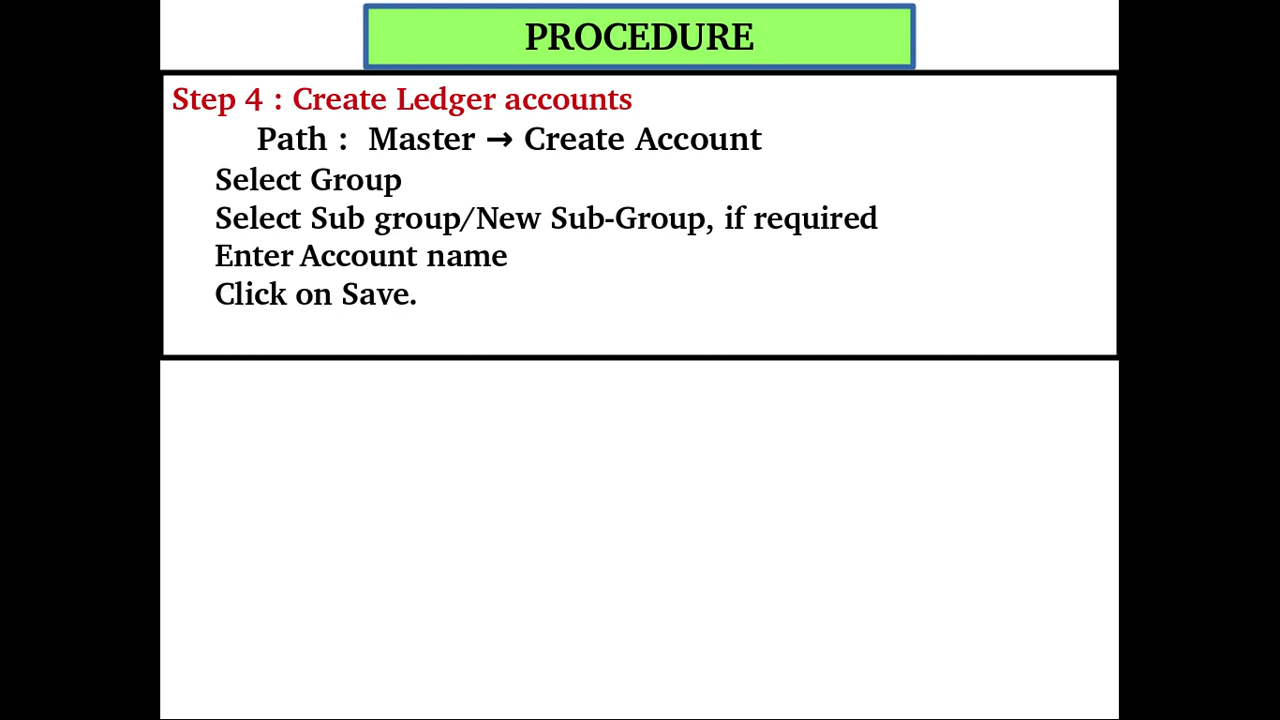 PROCEDURE
Step 4 : Create Ledger accounts
Path : Master → Create Account
Select Group
Select Sub group/New Sub-Group, if required
Enter Account name
Click on Save.